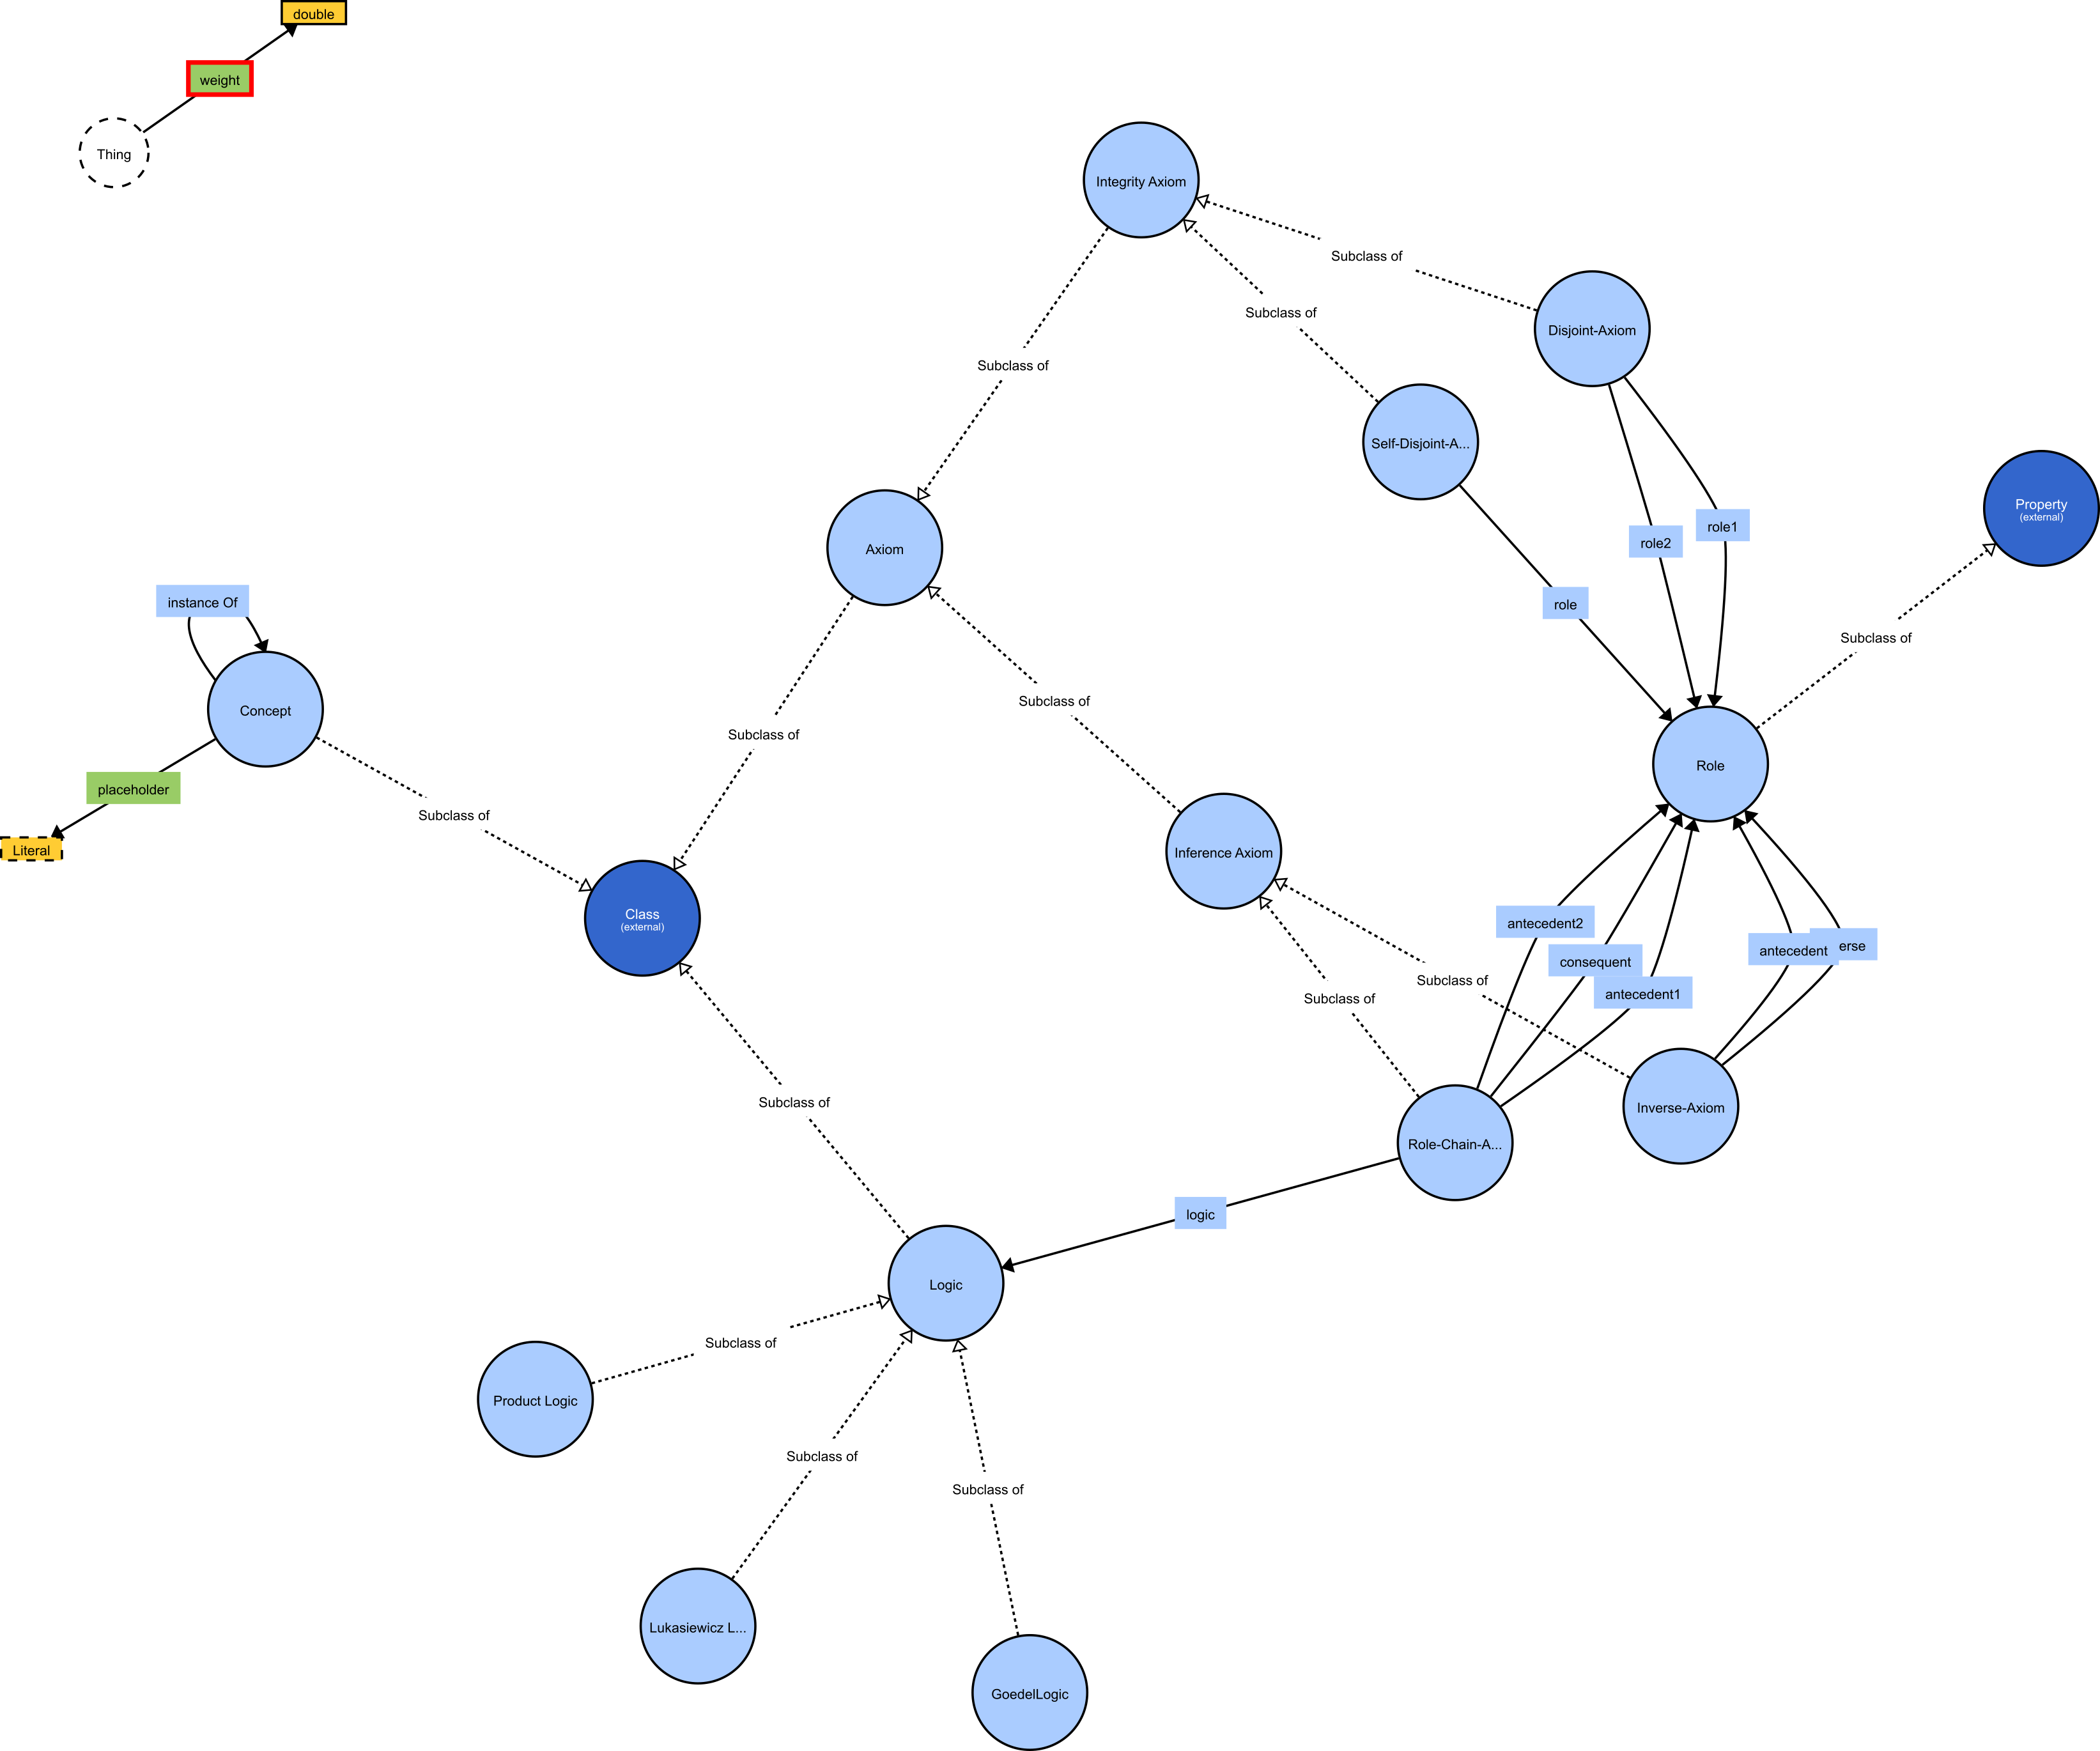 double
weight
Thing
Integrity Axiom
Subclass of
Subclass of
Disjoint-Axiom
Subclass of
Self-Disjoint-A...
Property
(external)
role1
role2
Axiom
instance Of
role
Subclass of
Subclass of
Concept
Subclass of
Role
placeholder
Subclass of
Literal
Inference Axiom
Class
(external)
antecedent2
erse
antecedent
consequent
Subclass of
antecedent1
Subclass of
Subclass of
Inverse-Axiom
Role-Chain-A...
logic
Logic
Subclass of
Product Logic
Subclass of
Subclass of
Lukasiewicz L...
GoedelLogic